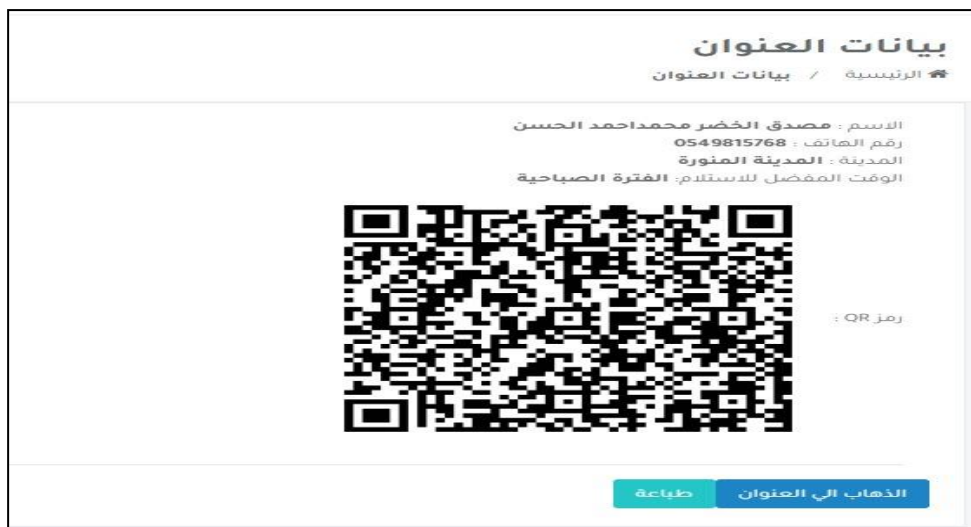 بيانات العنوان
الرئيسية / بيانات العنوان
الاسم : مصدق الخضر محمداحمد الحسن
رقم الهاتف : 0549815768
المدينة : المدينة المنورة
الوقت المفضل للاستلام: الفترة الصباحية
رمز QR :
الذهاب الي العنوان
طباعة